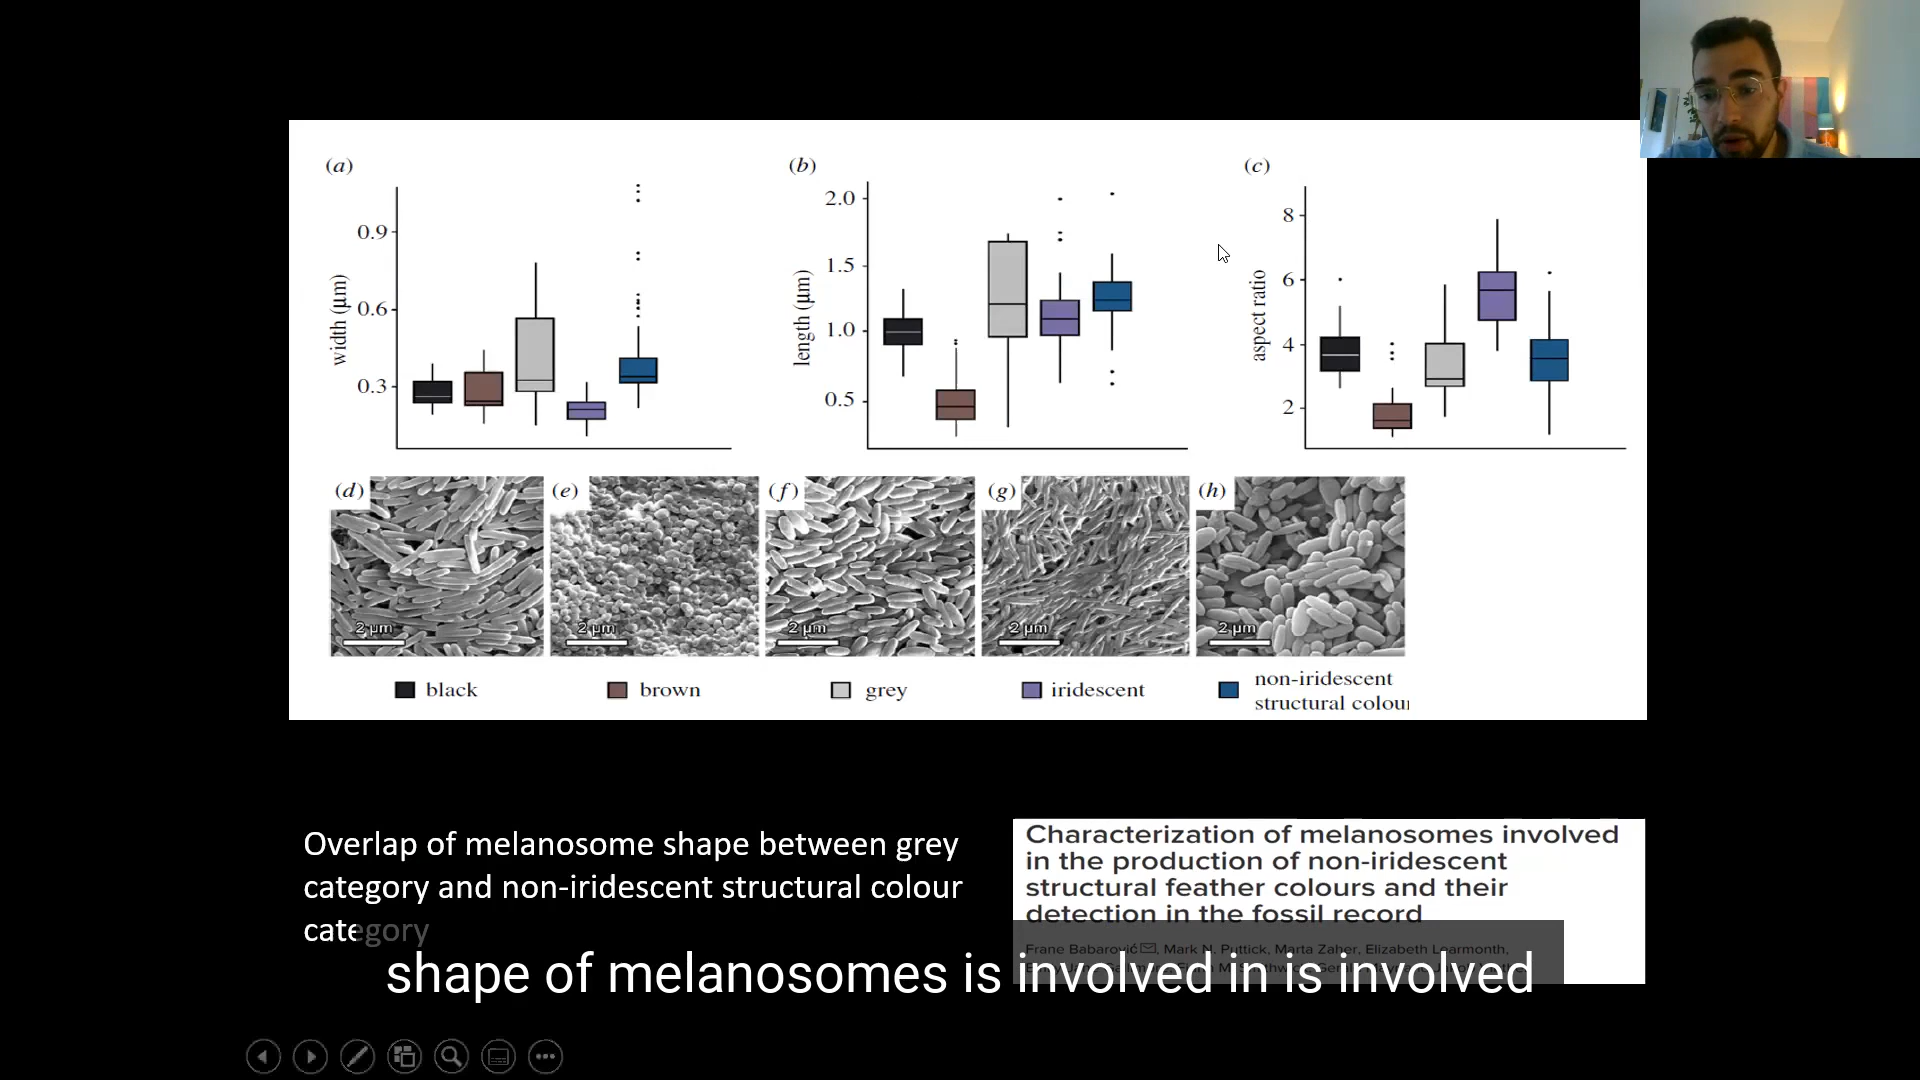 (a)
(b)
(c)
width (μm)
0.9
0.6
0.3
length (μm)
2.0
1.5
1.0
0.5
aspect ratio
8
6
4
2
(d)
(e)
(f)
(g)
(h)
2 μm
2 μm
2 μm
2 μm
2 μm
black
brown
grey
iridescent
non-iridescent
structural colour
Overlap of melanosome shape between grey
category and non-iridescent structural colour
category
Characterization of melanosomes involved
in the production of non-iridescent
structural feather colours and their
detection in the fossil record
Frane Babarović, Mark N. Puttick, Marta Zaher, Elizabeth Learmonth,
shape of melanosomes is involved in is involved